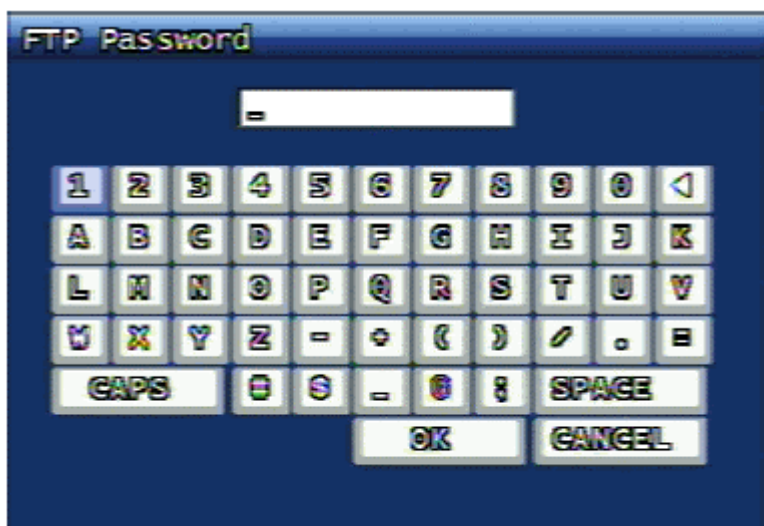 FTP Password
_
1 2 3 4 5 6 7 8 9 0 ◁
A B C D E F G H I J K
L M N O P Q R S T U V
W X Y Z - + ( ) / . =
CAPS _ @ SPACE
OK CANCEL